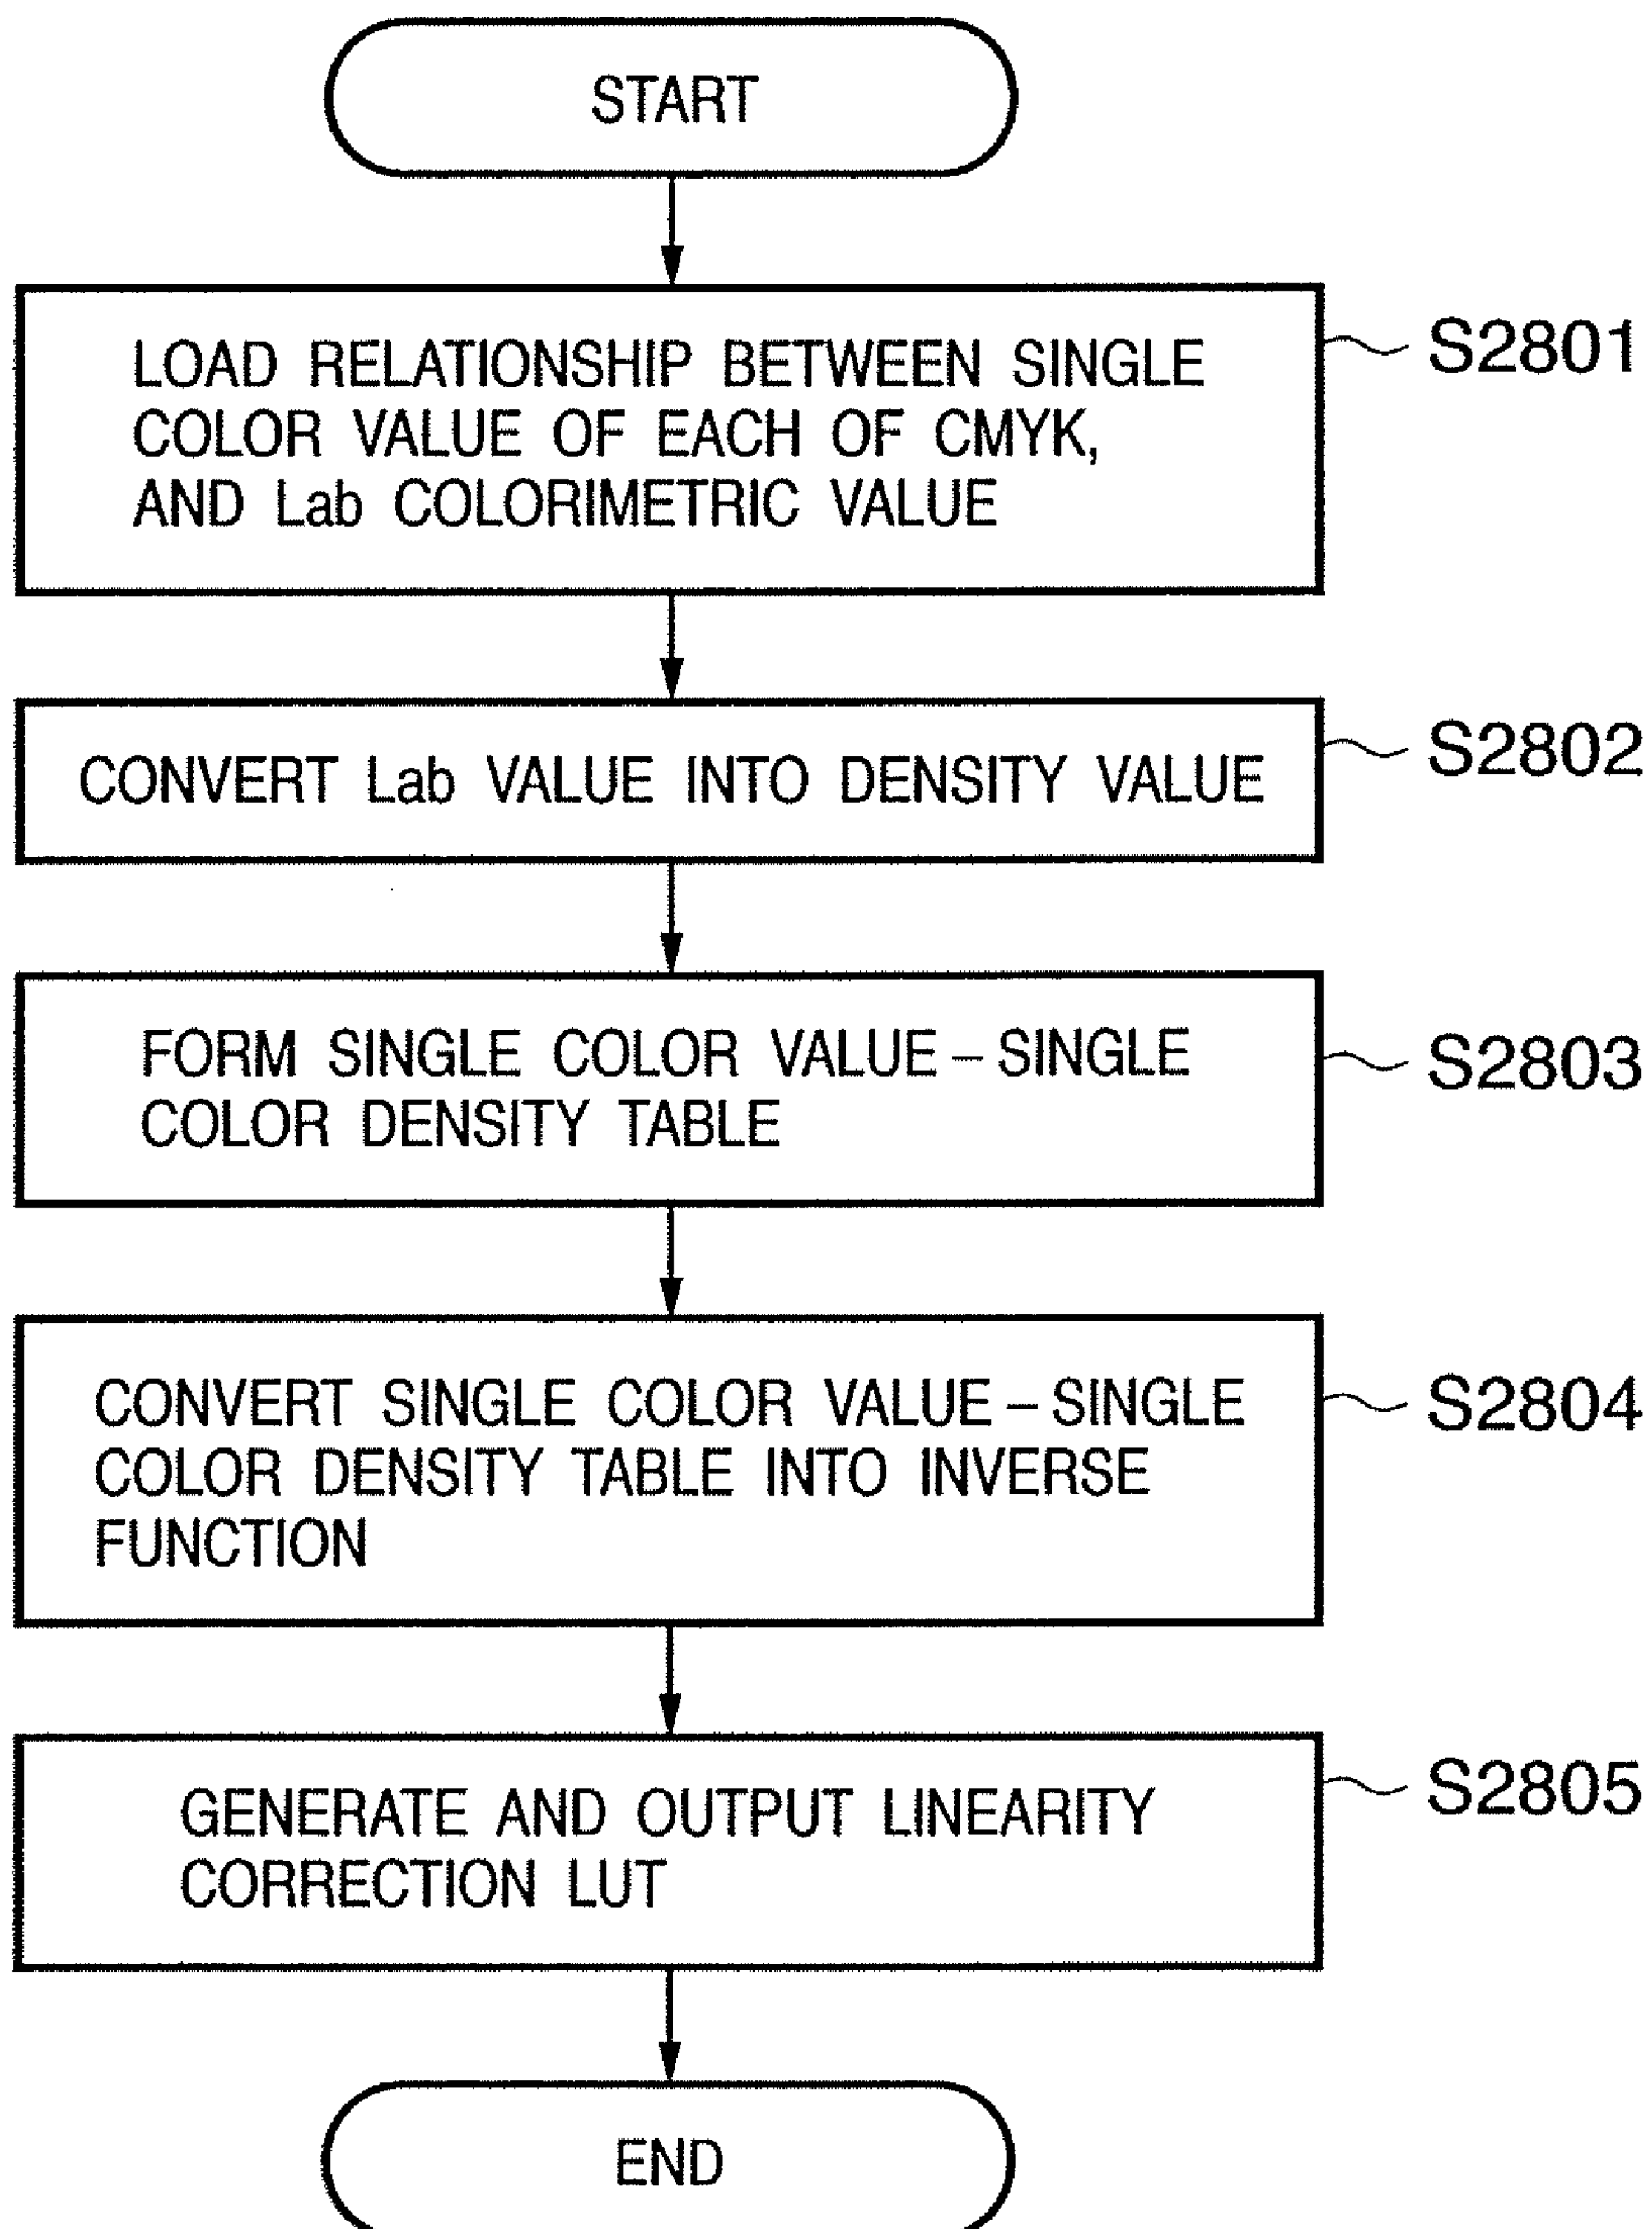 START
LOAD RELATIONSHIP BETWEEN SINGLE
COLOR VALUE OF EACH OF CMYK,
AND Lab COLORIMETRIC VALUE
S2801
CONVERT Lab VALUE INTO DENSITY VALUE
S2802
FORM SINGLE COLOR VALUE – SINGLE
COLOR DENSITY TABLE
S2803
CONVERT SINGLE COLOR VALUE – SINGLE
COLOR DENSITY TABLE INTO INVERSE
FUNCTION
S2804
GENERATE AND OUTPUT LINEARITY
CORRECTION LUT
S2805
END